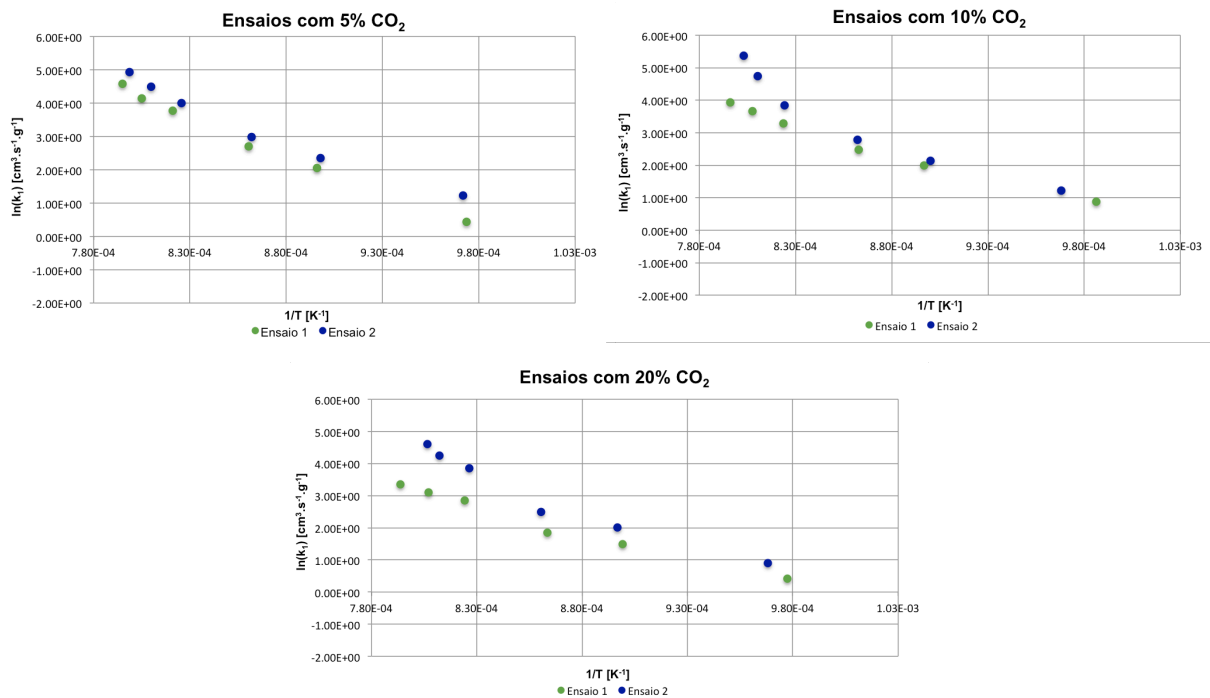 Ensaios com 5% CO₂
6.00E+00
5.00E+00
4.00E+00
3.00E+00
2.00E+00
1.00E+00
0.00E+00
-1.00E+00
-2.00E+00
7.80E-04 8.30E-04 8.80E-04 9.30E-04 9.80E-04 1.03E-03
ln(k₁) [cm³.s⁻¹.g⁻¹]
1/T [K⁻¹]
Ensaio 1 Ensaio 2
Ensaios com 10% CO₂
6.00E+00
5.00E+00
4.00E+00
3.00E+00
2.00E+00
1.00E+00
0.00E+00
-1.00E+00
-2.00E+00
7.80E-04 8.30E-04 8.80E-04 9.30E-04 9.80E-04 1.03E-03
ln(k₁) [cm³.s⁻¹.g⁻¹]
1/T [K⁻¹]
Ensaio 1 Ensaio 2
Ensaios com 20% CO₂
6.00E+00
5.00E+00
4.00E+00
3.00E+00
2.00E+00
1.00E+00
0.00E+00
-1.00E+00
-2.00E+00
7.80E-04 8.30E-04 8.80E-04 9.30E-04 9.80E-04 1.03E-03
ln(k₁) [cm³.s⁻¹.g⁻¹]
1/T [K⁻¹]
Ensaio 1 Ensaio 2